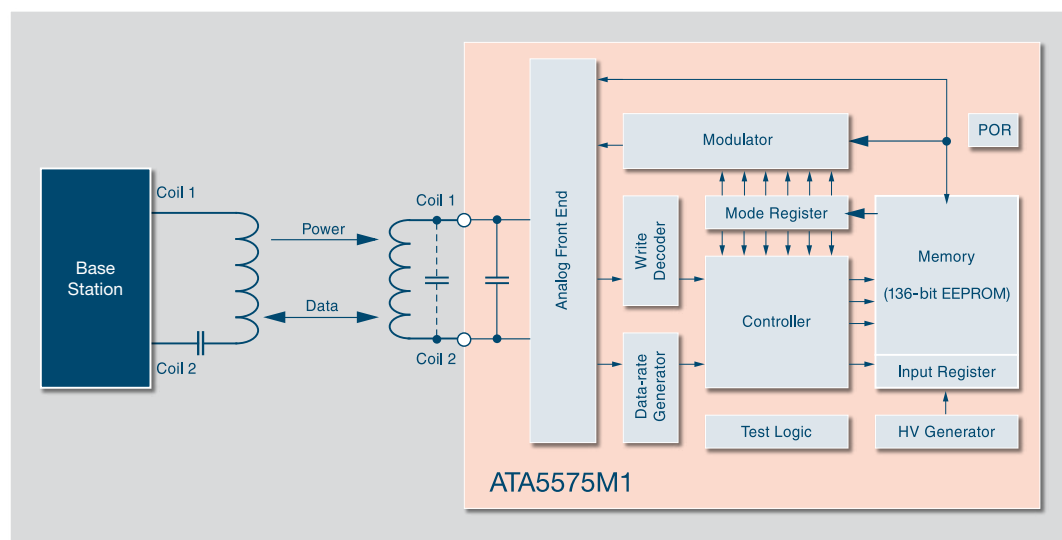 Base
Station
Coil 1
Coil 2
Power
Data
Coil 1
Coil 2
Analog Front End
Modulator
POR
Mode Register
Write
Decoder
Memory
(136-bit EEPROM)
Controller
Data-rate
Generator
Input Register
Test Logic
HV Generator
ATA5575M1